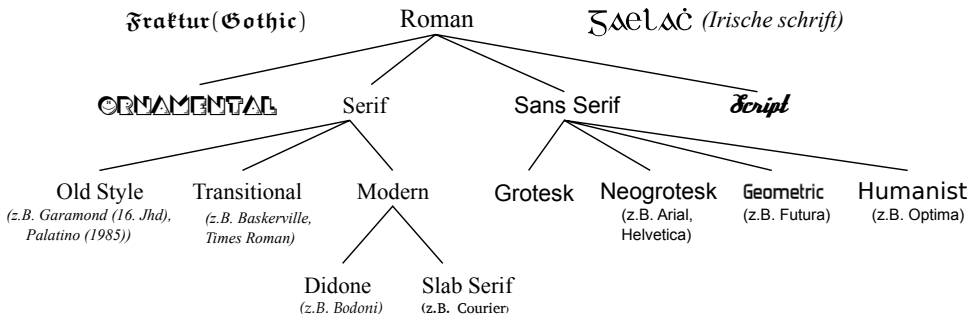 Fraktur(Gothic) Roman Gaelaċ (Irische schrift)
ORNAMENTAL Serif Sans Serif Script
Old Style Transitional Modern Grotesk Neogrotesk Geometric Humanist
(z.B. Garamond (16. Jhd), (z.B. Baskerville, (z.B. Arial, (z.B. Futura) (z.B. Optima)
Palatino (1985)) Times Roman) Helvetica)
Didone Slab Serif
(z.B. Bodoni) (z.B. Courier)